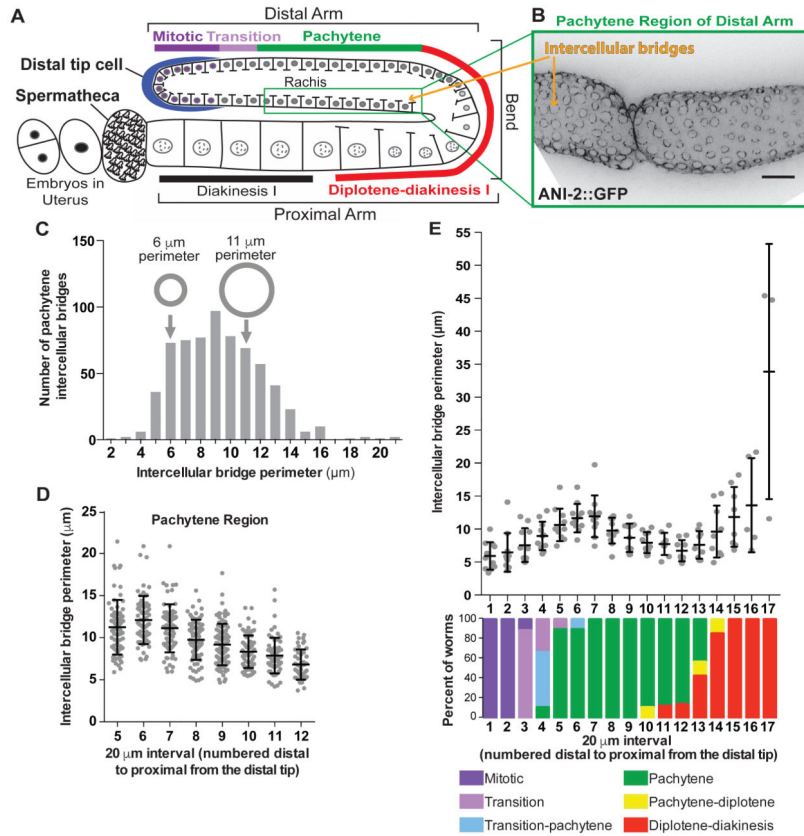 A
Distal Arm
Mitotic Transition Pachytene
Distal tip cell
Spermatheca
Rachis
Bend
Embryos in
Uterus
Diakinesis I
Diplotene-diakinesis I
Proximal Arm
B
Pachytene Region of Distal Arm
Intercellular bridges
ANI-2::GFP
C
6 μm
perimeter
11 μm
perimeter
Number of pachytene
intercellular bridges
150
100
50
0
2 4 6 8 10 12 14 16 18 20
Intercellular bridge perimeter (μm)
D
Pachytene Region
Intercellular bridge perimeter (μm)
25
20
15
10
5
0
5 6 7 8 9 10 11 12
20 μm interval (numbered distal
to proximal from the distal tip)
E
Intercellular bridge perimeter (μm)
55
50
45
40
35
30
25
20
15
10
5
0
1 2 3 4 5 6 7 8 9 10 11 12 13 14 15 16 17
Percent of worms
100
80
60
40
20
0
1 2 3 4 5 6 7 8 9 10 11 12 13 14 15 16 17
20 μm interval
(numbered distal to proximal from the distal tip)
Mitotic
Transition
Transition-pachytene
Pachytene
Pachytene-diplotene
Diplotene-diakinesis